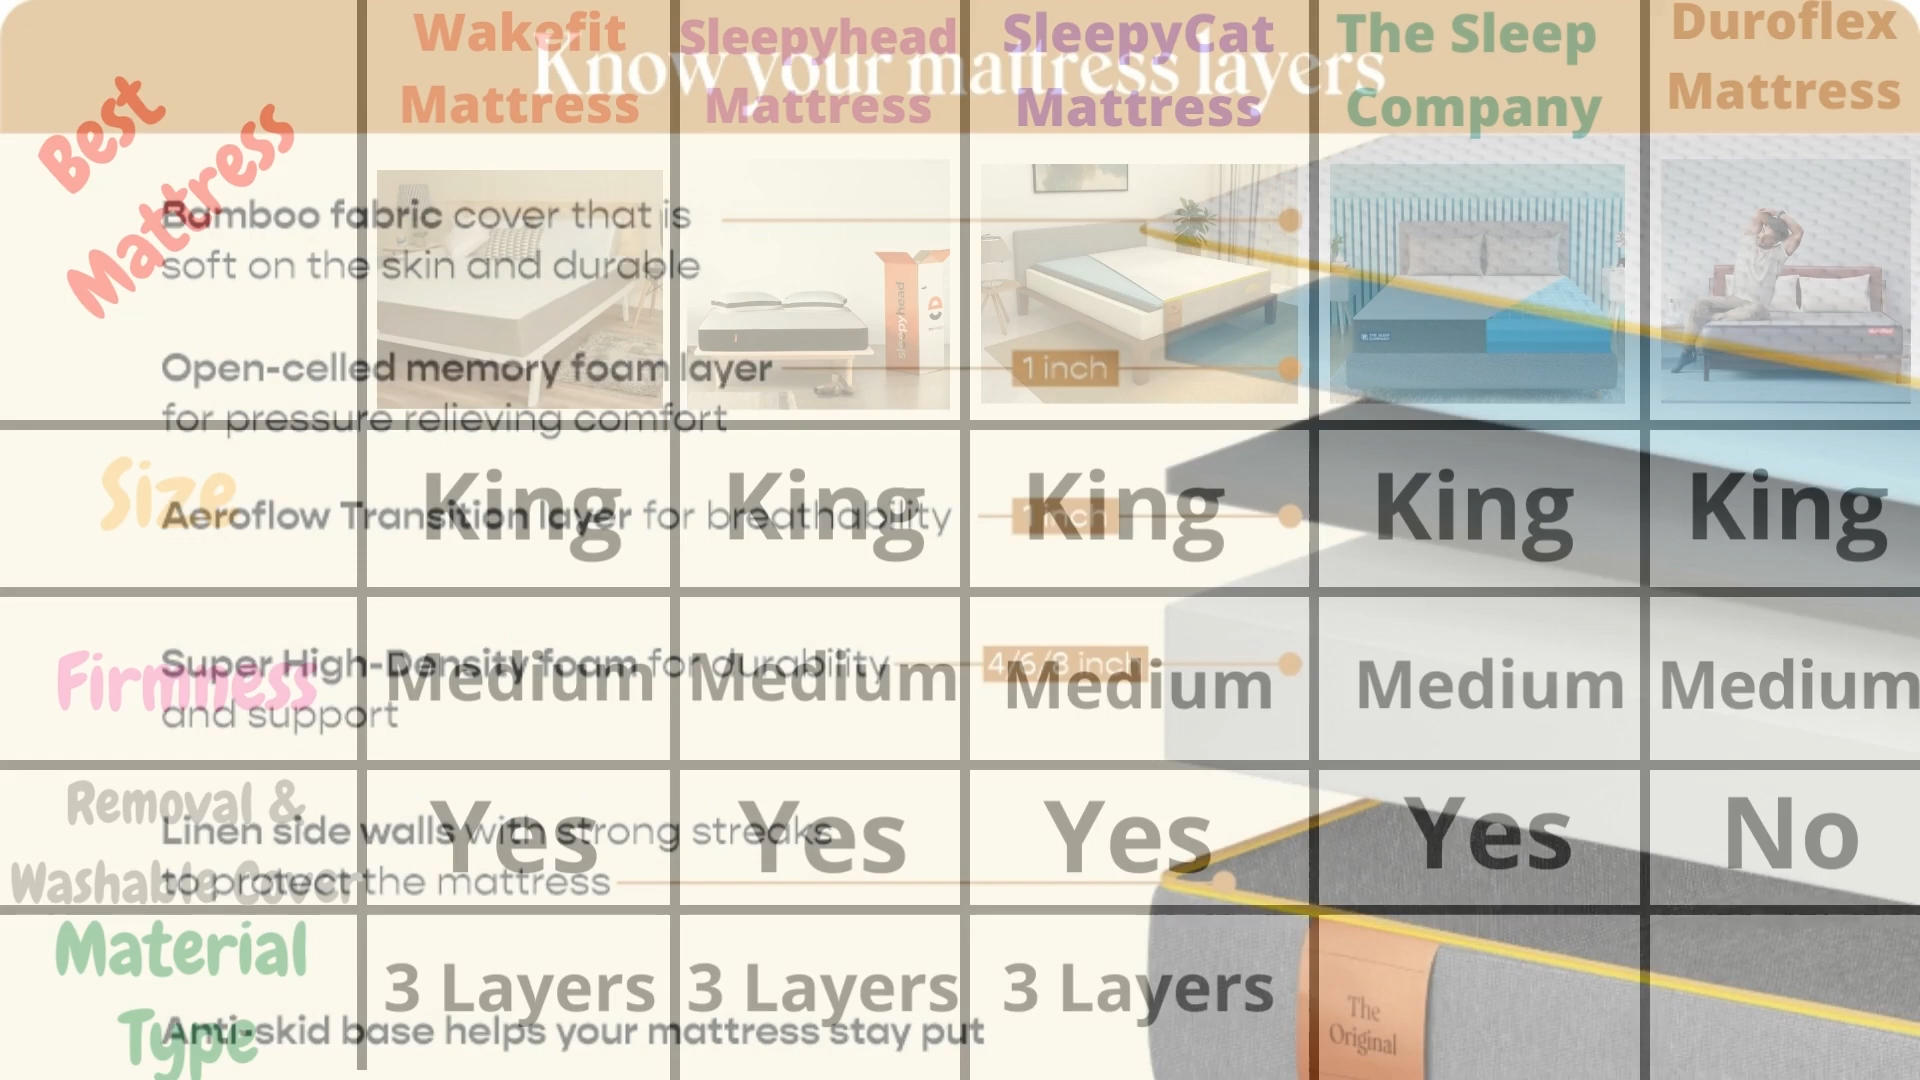 Know your mattress layers
Best
Mattress
Wakefit
Mattress
Sleepyhead
Mattress
SleepyCat
Mattress
The Sleep
Company
Duroflex
Mattress
Bamboo fabric cover that is
soft on the skin and durable
sleepyhead
Open-celled memory foam layer
1 inch
for pressure relieving comfort
Size
King
King
King
King
King
Aeroflow Transition layer for breathability
1 inch
Firmness
Medium
Medium
Medium
Medium
Medium
Super High-Density foam for durability
4/6/8 inch
and support
Removal &
Washable Cover
Yes
Yes
Yes
Yes
No
Linen side walls with strong streaks
to protect the mattress
Material
Type
3 Layers
3 Layers
3 Layers
Anti-skid base helps your mattress stay put
The
Original